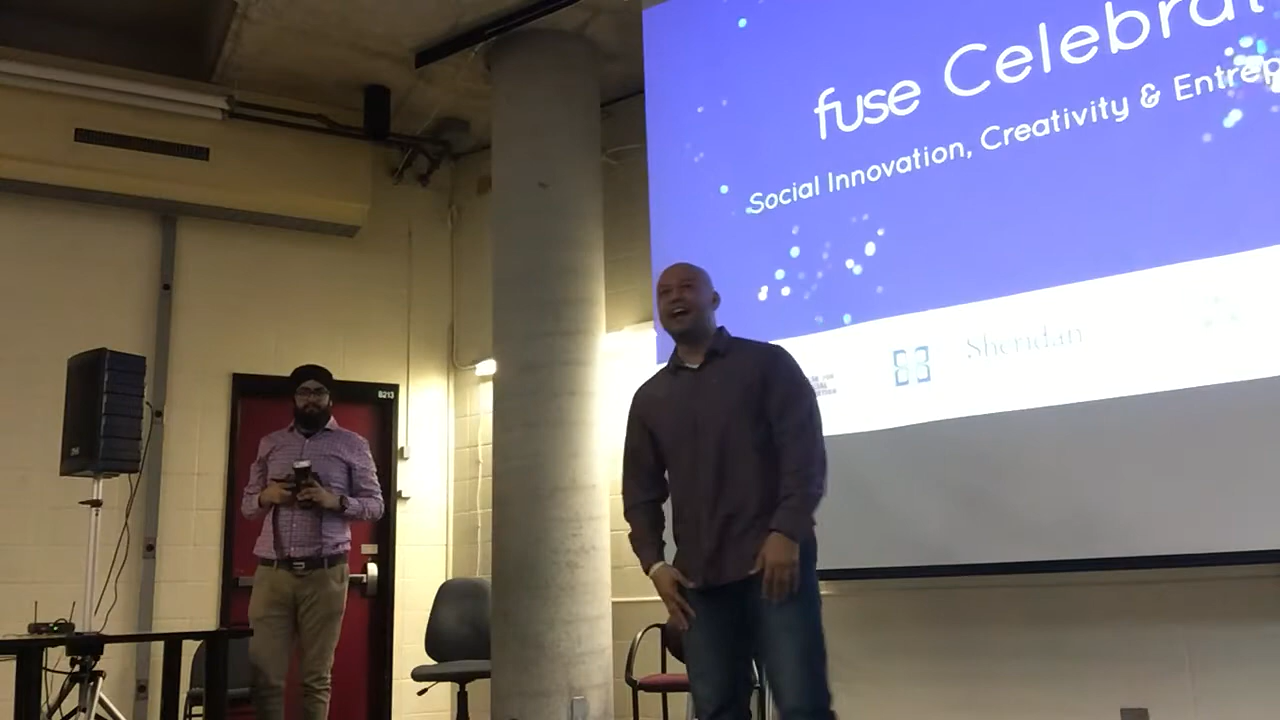 fuse Celebrat
Social Innovation, Creativity & Entrep
Sheridan
B213